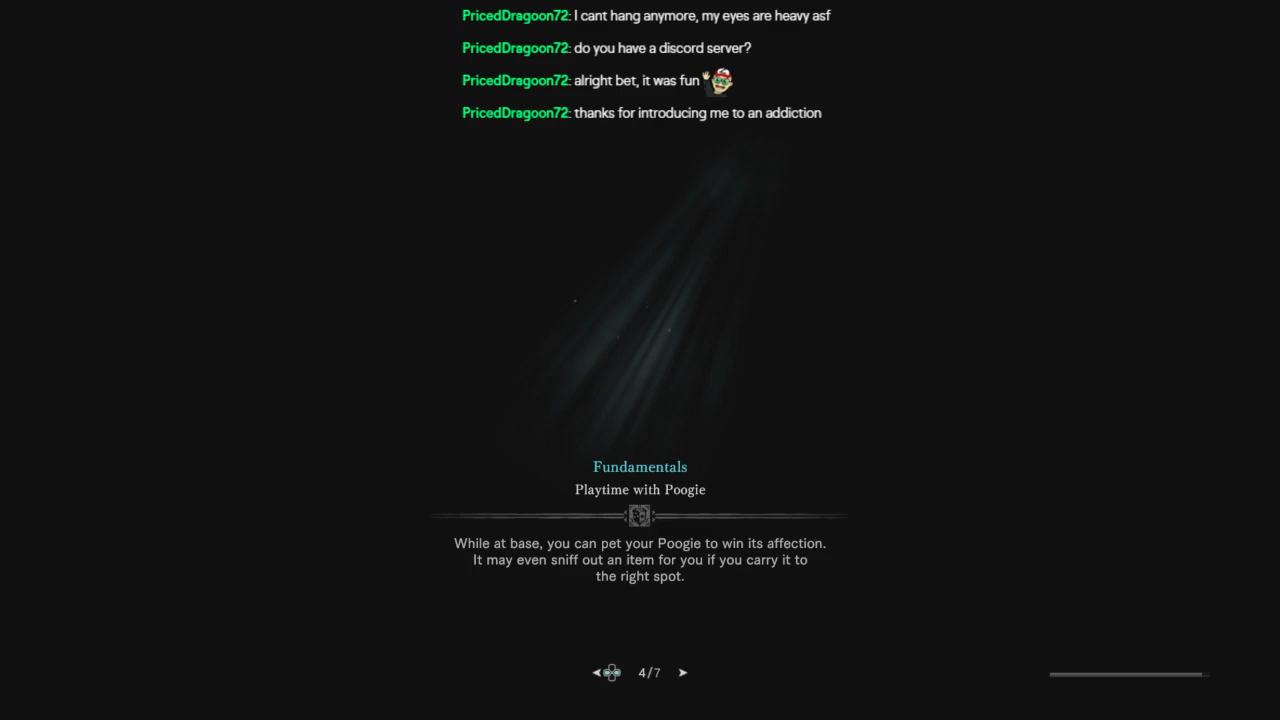 PricedDragoon72: I cant hang anymore, my eyes are heavy asf
PricedDragoon72: do you have a discord server?
PricedDragoon72: alright bet, it was fun
PricedDragoon72: thanks for introducing me to an addiction
Fundamentals
Playtime with Poogie
While at base, you can pet your Poogie to win its affection.
It may even sniff out an item for you if you carry it to
the right spot.
4/7